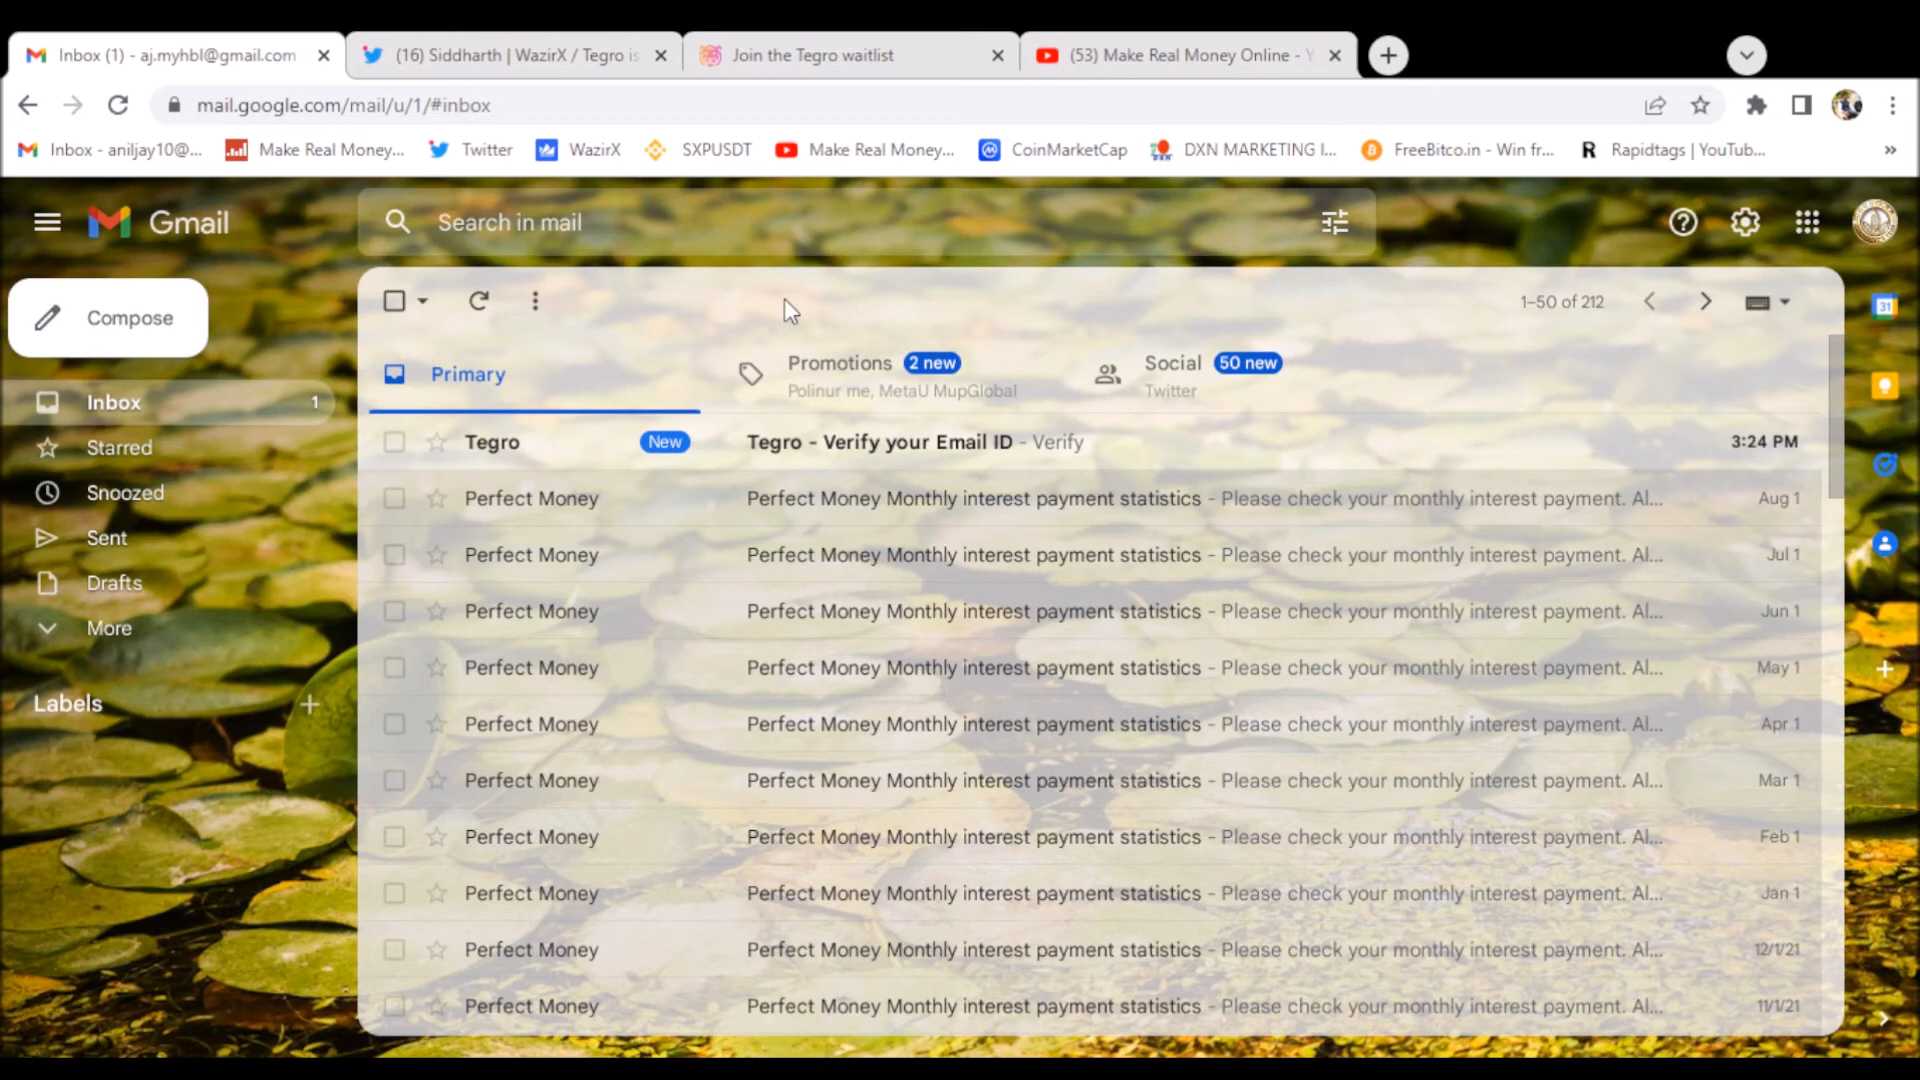 Inbox (1) - aj.myhbl@gmail.com
(16) Siddharth | WazirX / Tegro is
Join the Tegro waitlist
(53) Make Real Money Online - Y
mail.google.com/mail/u/1/#inbox
Inbox - aniljay10@...
Make Real Money...
Twitter
WazirX
SXPUSDT
Make Real Money...
CoinMarketCap
DXN MARKETING I...
FreeBitco.in - Win fr...
Rapidtags | YouTub...
»
Gmail
Search in mail
Compose
1–50 of 212
Primary
Promotions 2 new
Polinur me, MetaU MupGlobal
Social 50 new
Twitter
Inbox 1
Starred
Snoozed
Sent
Drafts
More
Labels
Tegro New Tegro - Verify your Email ID - Verify 3:24 PM
Perfect Money Perfect Money Monthly interest payment statistics - Please check your monthly interest payment. Al... Aug 1
Perfect Money Perfect Money Monthly interest payment statistics - Please check your monthly interest payment. Al... Jul 1
Perfect Money Perfect Money Monthly interest payment statistics - Please check your monthly interest payment. Al... Jun 1
Perfect Money Perfect Money Monthly interest payment statistics - Please check your monthly interest payment. Al... May 1
Perfect Money Perfect Money Monthly interest payment statistics - Please check your monthly interest payment. Al... Apr 1
Perfect Money Perfect Money Monthly interest payment statistics - Please check your monthly interest payment. Al... Mar 1
Perfect Money Perfect Money Monthly interest payment statistics - Please check your monthly interest payment. Al... Feb 1
Perfect Money Perfect Money Monthly interest payment statistics - Please check your monthly interest payment. Al... Jan 1
Perfect Money Perfect Money Monthly interest payment statistics - Please check your monthly interest payment. Al... 12/1/21
Perfect Money Perfect Money Monthly interest payment statistics - Please check your monthly interest payment. Al... 11/1/21
31